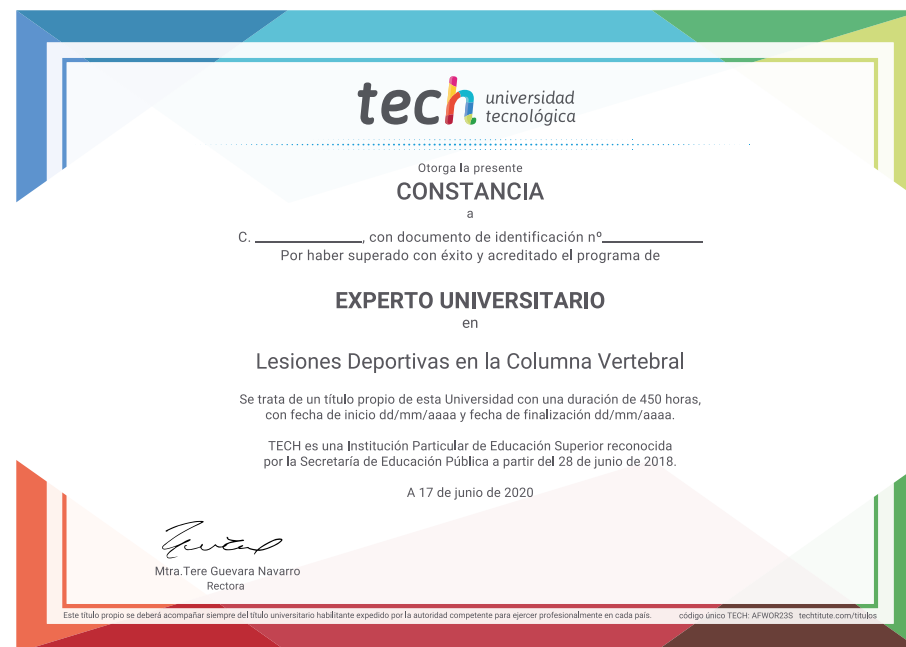 tech universidad
tecnológica
Otorga la presente
CONSTANCIA
a
C. ____________, con documento de identificación nº____________
Por haber superado con éxito y acreditado el programa de
EXPERTO UNIVERSITARIO
en
Lesiones Deportivas en la Columna Vertebral
Se trata de un título propio de esta Universidad con una duración de 450 horas,
con fecha de inicio dd/mm/aaaa y fecha de finalización dd/mm/aaaa.
TECH es una Institución Particular de Educación Superior reconocida
por la Secretaría de Educación Pública a partir del 28 de junio de 2018.
A 17 de junio de 2020
Mtra.Tere Guevara Navarro
Rectora
Este título propio se deberá acompañar siempre del título universitario habilitante expedido por la autoridad competente para ejercer profesionalmente en cada país. código único TECH: AFWOR23S techtitute.com/titulos